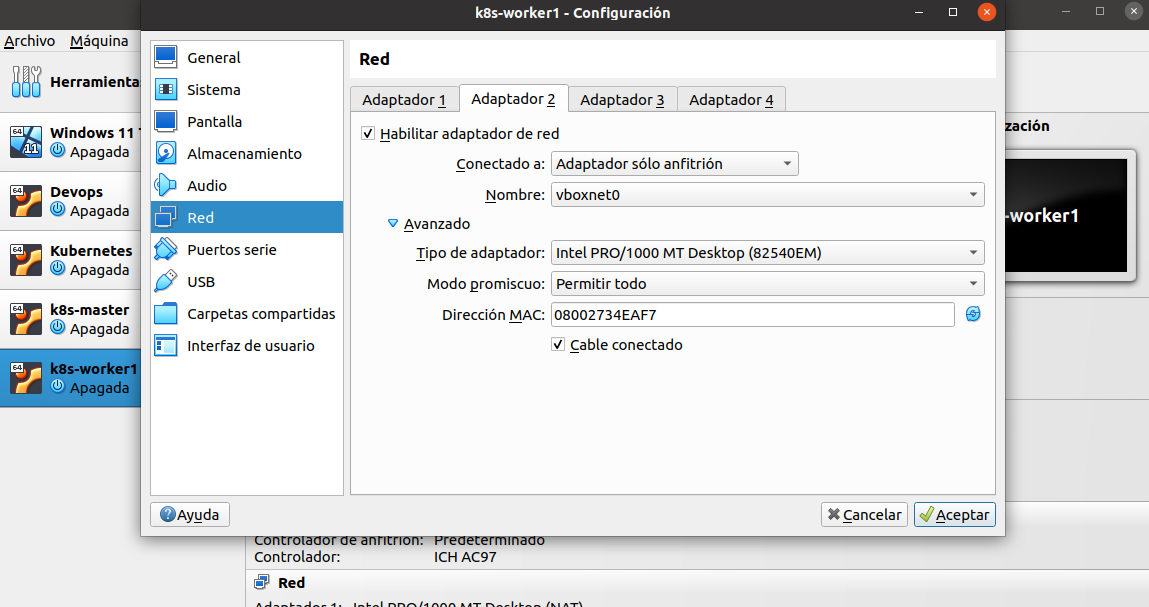 k8s-worker1 - Configuración
Archivo Máquina
Herramientas
Windows 11
Apagada
Devops
Apagada
Kubernetes
Apagada
k8s-master
Apagada
k8s-worker1
Apagada
General
Sistema
Pantalla
Almacenamiento
Audio
Red
Puertos serie
USB
Carpetas compartidas
Interfaz de usuario
Red
Adaptador 1 Adaptador 2 Adaptador 3 Adaptador 4
Habilitar adaptador de red
Conectado a: Adaptador sólo anfitrión
Nombre: vboxnet0
Avanzado
Tipo de adaptador: Intel PRO/1000 MT Desktop (82540EM)
Modo promiscuo: Permitir todo
Dirección MAC: 08002734EAF7
Cable conectado
Ayuda Cancelar Aceptar
zación
-worker1
Controlador de anfitrión: Predeterminado
Controlador: ICH AC97
Red
Adaptador 1: Intel PRO/1000 MT Desktop (NAT)